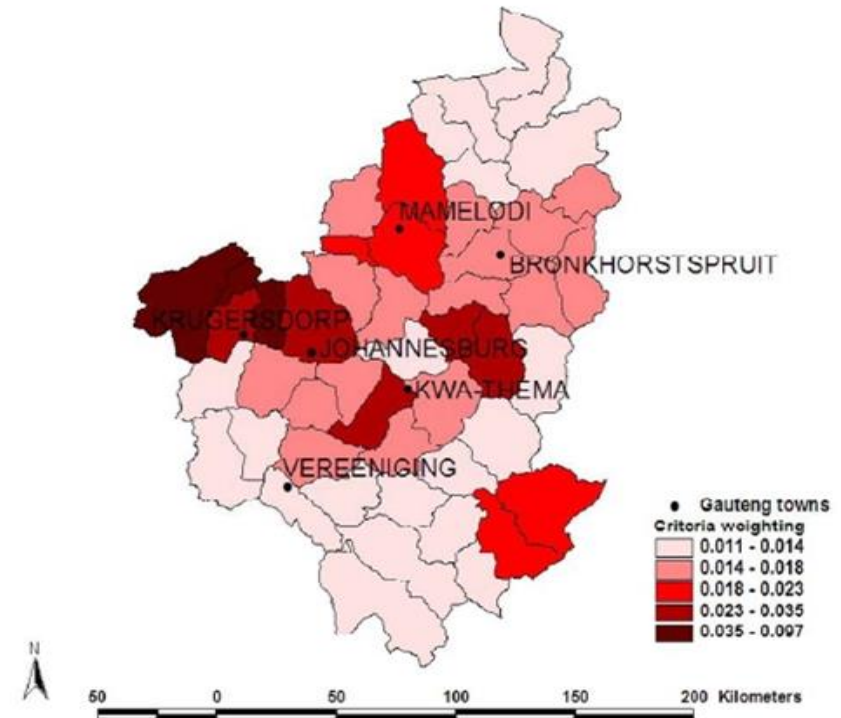 MAMELODI
BRONKHORSTSPRUIT
KRUGERSDORP
JOHANNESBURG
KWA-THEMA
VEREENIGING
Gauteng towns
Critoria woighting
0.011 - 0.014
0.014 - 0.018
0.018 - 0.023
0.023 - 0.035
0.035 - 0.097
N
50 0 50 100 150 200 Kilometers